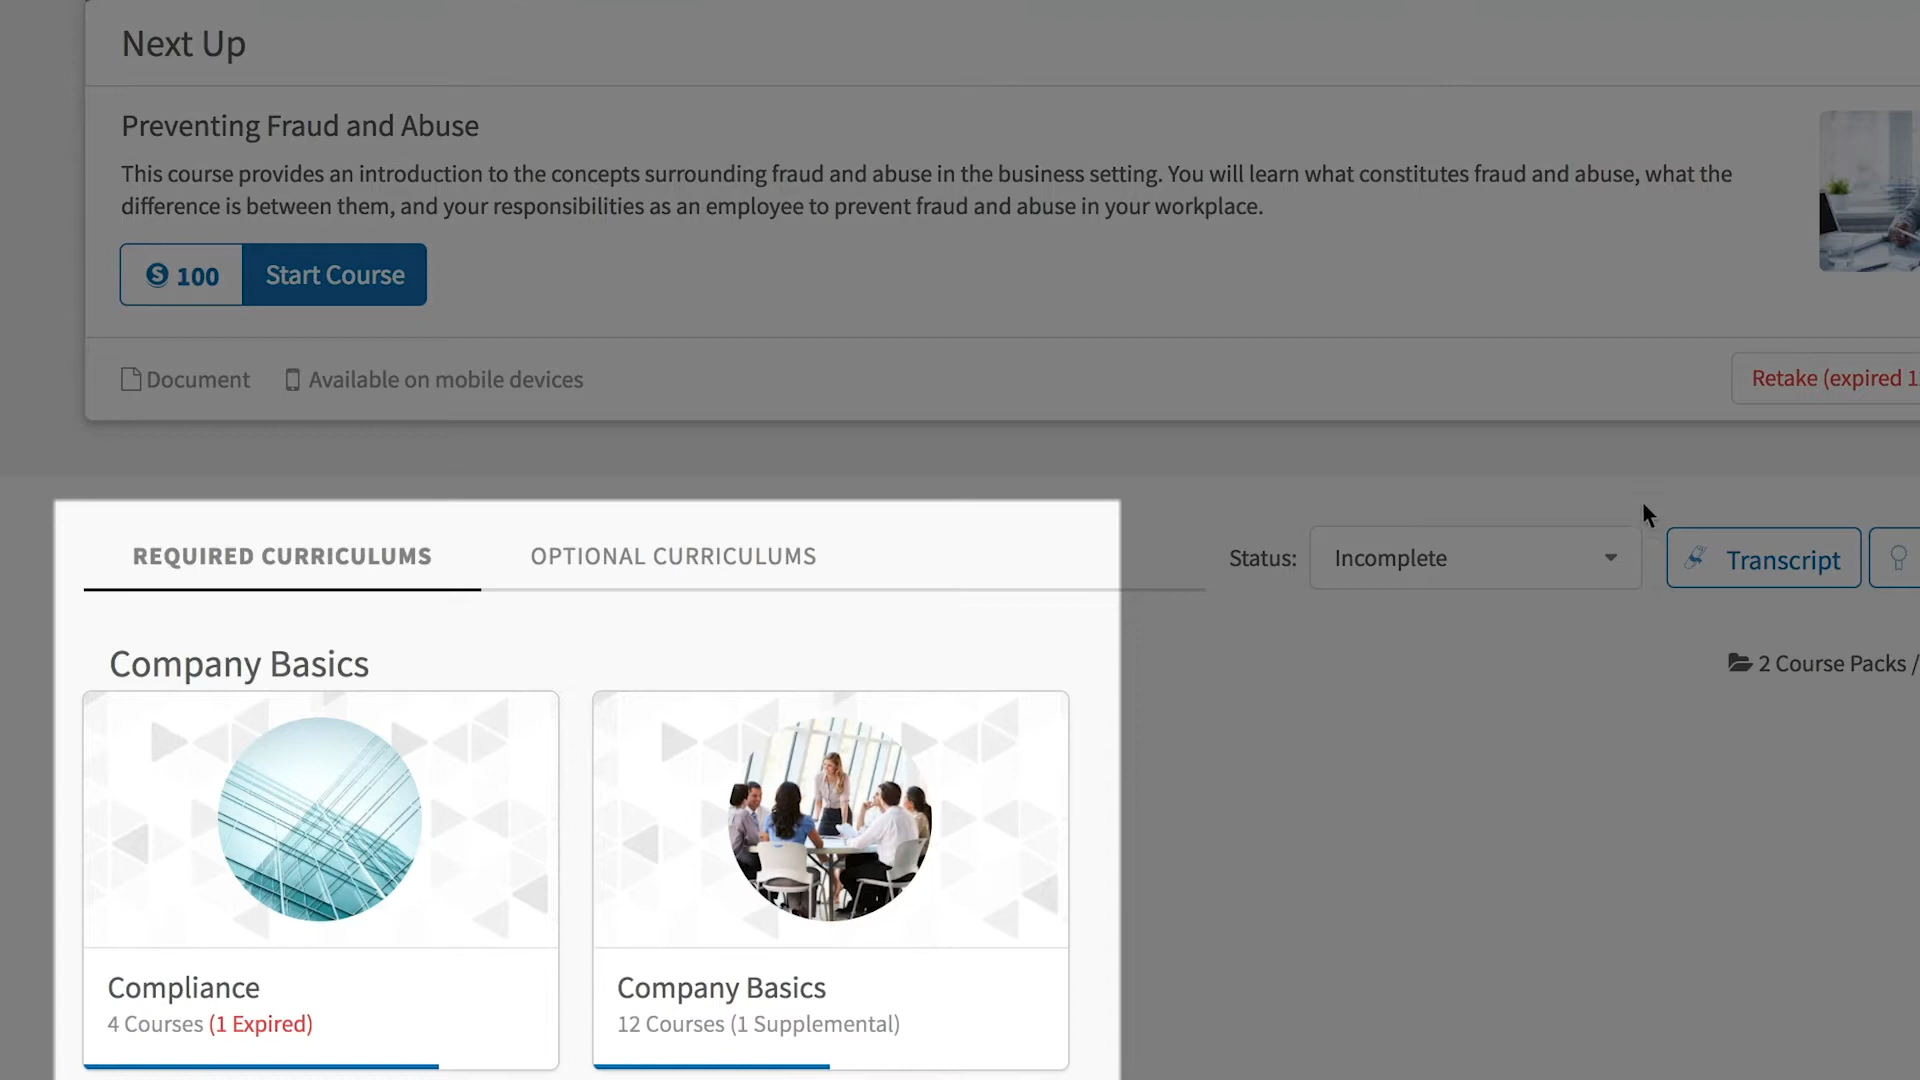 Next Up
Preventing Fraud and Abuse
This course provides an introduction to the concepts surrounding fraud and abuse in the business setting. You will learn what constitutes fraud and abuse, what the
difference is between them, and your responsibilities as an employee to prevent fraud and abuse in your workplace.
100 Start Course
Document Available on mobile devices
Retake (expired 1
REQUIRED CURRICULUMS OPTIONAL CURRICULUMS
Status: Incomplete Transcript
Company Basics
2 Course Packs /
Compliance
4 Courses (1 Expired)
Company Basics
12 Courses (1 Supplemental)